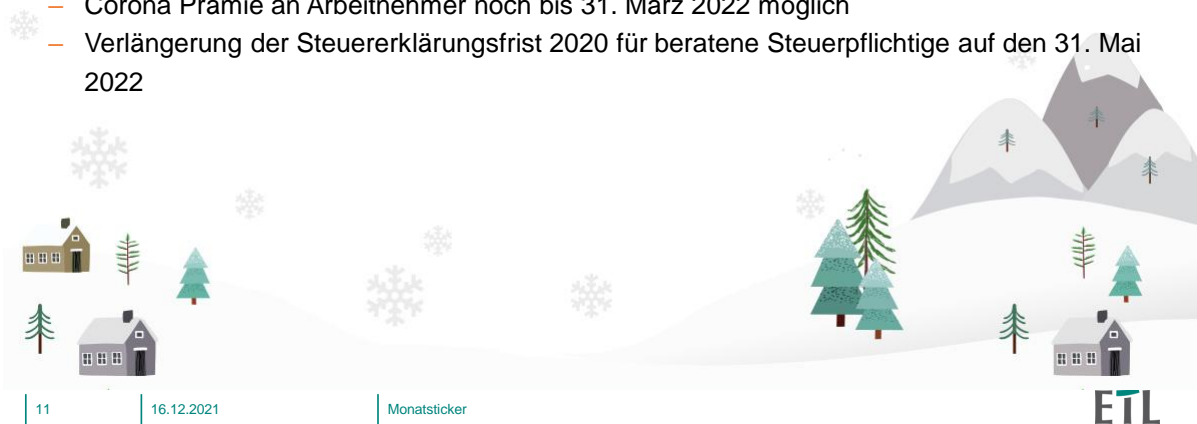 – Corona Prämie an Arbeitnehmer noch bis 31. März 2022 möglich
– Verlängerung der Steuererklärungsfrist 2020 für beratene Steuerpflichtige auf den 31. Mai
2022
11 16.12.2021 Monatsticker
ETL